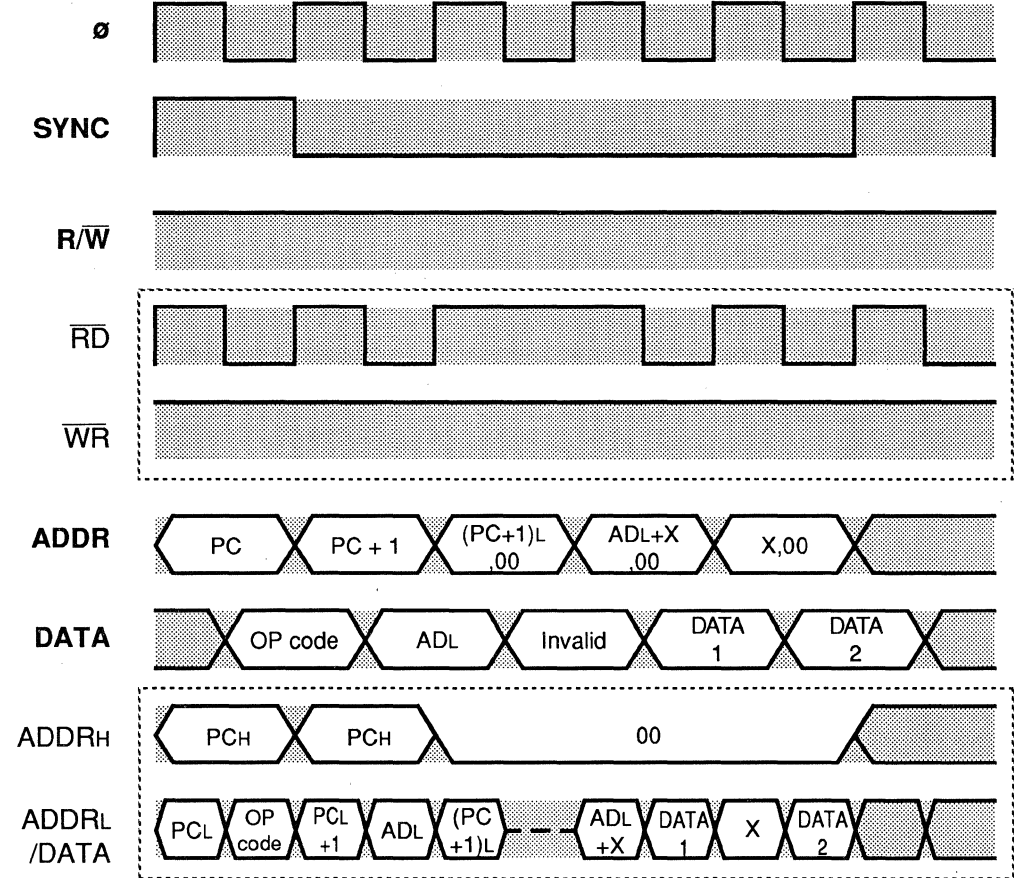 ø
SYNC
R/W̅
R̅D̅
W̅R̅
ADDR
PC
PC + 1
(PC+1)L
,00
ADL+X
,00
X,00
DATA
OP code
ADL
Invalid
DATA
1
DATA
2
ADDRH
PCH
PCH
00
ADDRL
/DATA
PCL
OP
code
PCL
+1
ADL
(PC
+1)L
ADL
+X
DATA
1
X
DATA
2